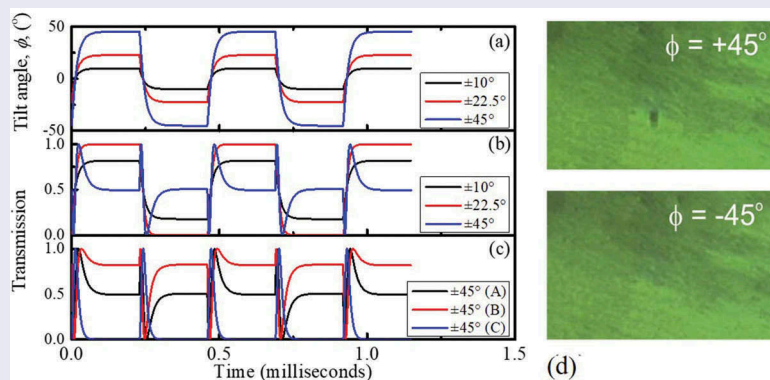 50
25
0
-25
-50
Tilt angle, ϕ, (°)
(a)
±10°
±22.5°
±45°
1.0
0.5
0.0
(b)
±10°
±22.5°
±45°
Transmission
1.0
0.5
0.0
(c)
±45° (A)
±45° (B)
±45° (C)
0.0 0.5 1.0 1.5
Time (milliseconds)
ϕ = +45°
ϕ = -45°
(d)